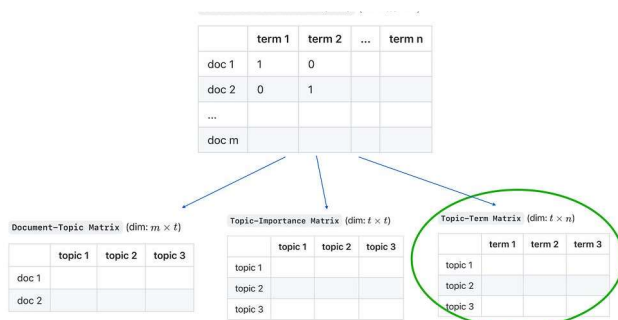 term 1 term 2 ... term n
doc 1 1 0
doc 2 0 1
...
doc m
Document-Topic Matrix (dim: m × t)
topic 1 topic 2 topic 3
doc 1
doc 2
Topic-Importance Matrix (dim: t × t)
topic 1 topic 2 topic 3
topic 1
topic 2
topic 3
Topic-Term Matrix (dim: t × n)
term 1 term 2 term 3
topic 1
topic 2
topic 3